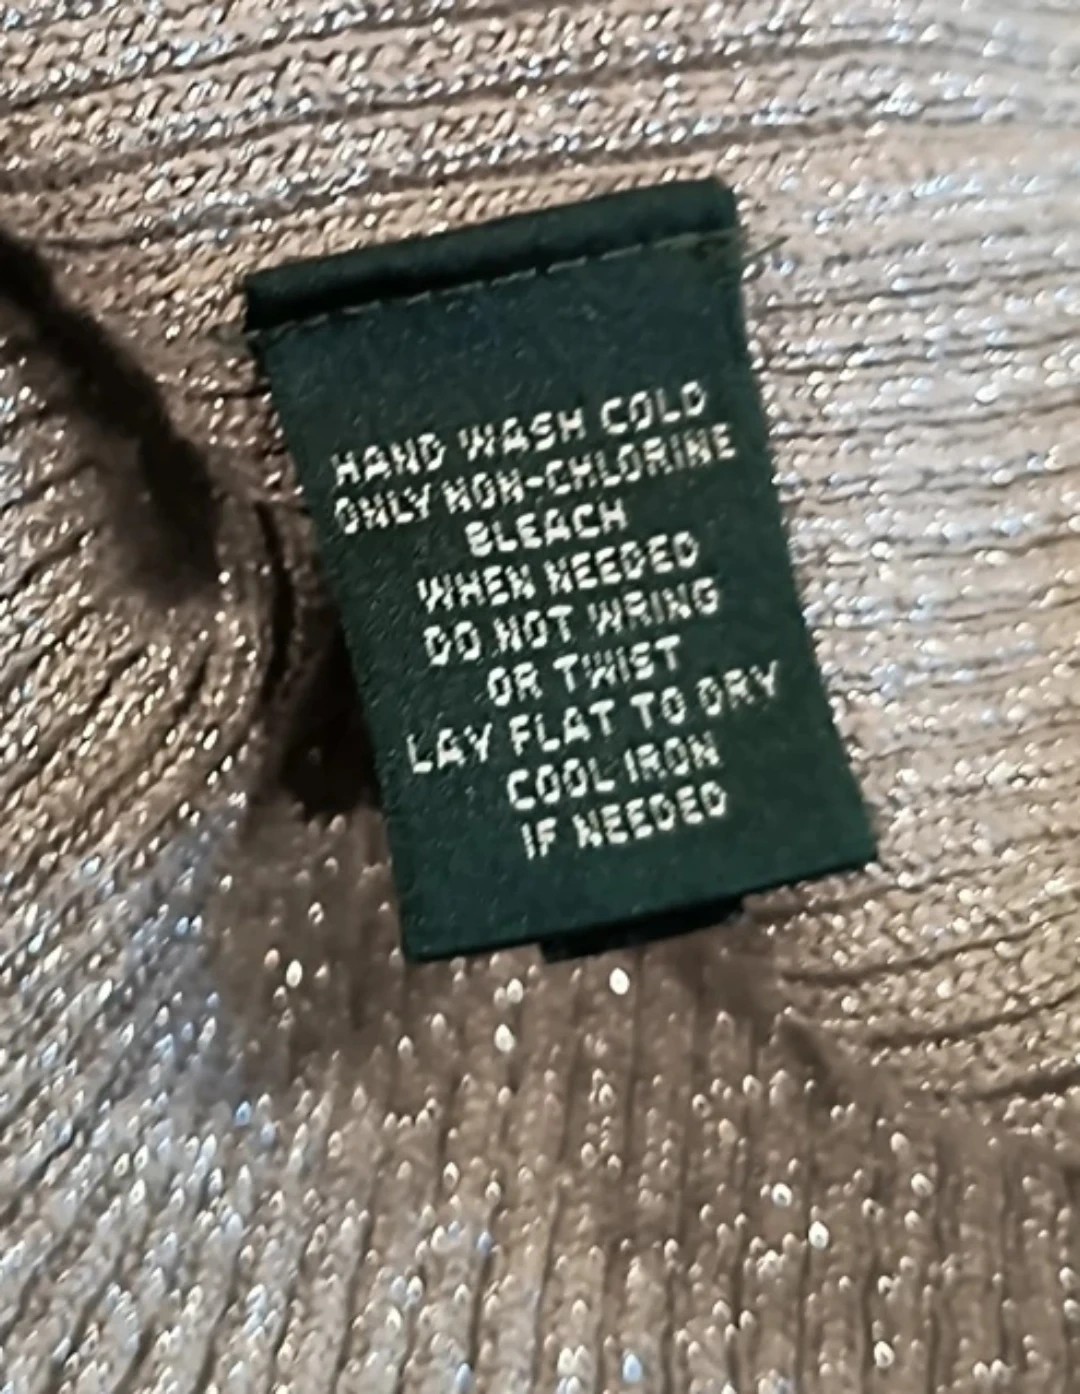 HAND WASH COLD
ONLY NON-CHLORINE
BLEACH
WHEN NEEDED
DO NOT WRING
OR TWIST
LAY FLAT TO DRY
COOL IRON
IF NEEDED